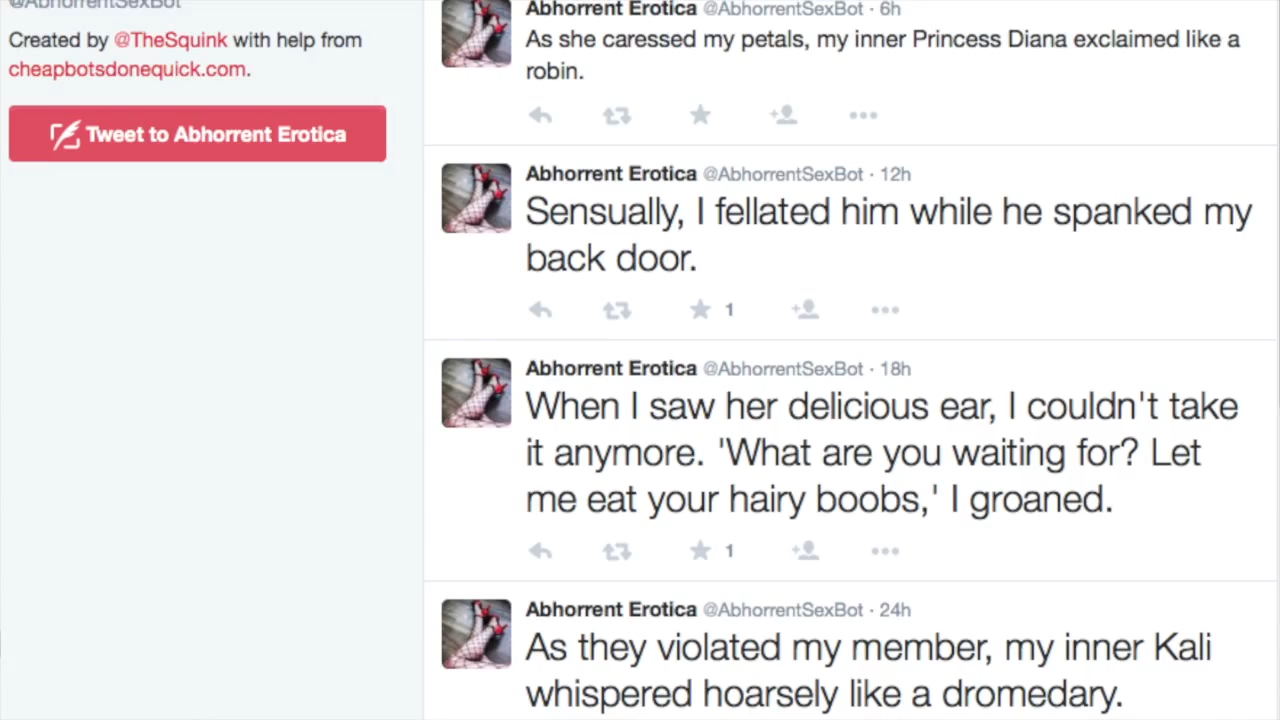 @AbhorrentSexBot
Created by @TheSquink with help from
cheapbotsdonequick.com.
Tweet to Abhorrent Erotica
Abhorrent Erotica @AbhorrentSexBot · 6h
As she caressed my petals, my inner Princess Diana exclaimed like a
robin.
Abhorrent Erotica @AbhorrentSexBot · 12h
Sensually, I fellated him while he spanked my
back door.
1
Abhorrent Erotica @AbhorrentSexBot · 18h
When I saw her delicious ear, I couldn't take
it anymore. 'What are you waiting for? Let
me eat your hairy boobs,' I groaned.
1
Abhorrent Erotica @AbhorrentSexBot · 24h
As they violated my member, my inner Kali
whispered hoarsely like a dromedary.